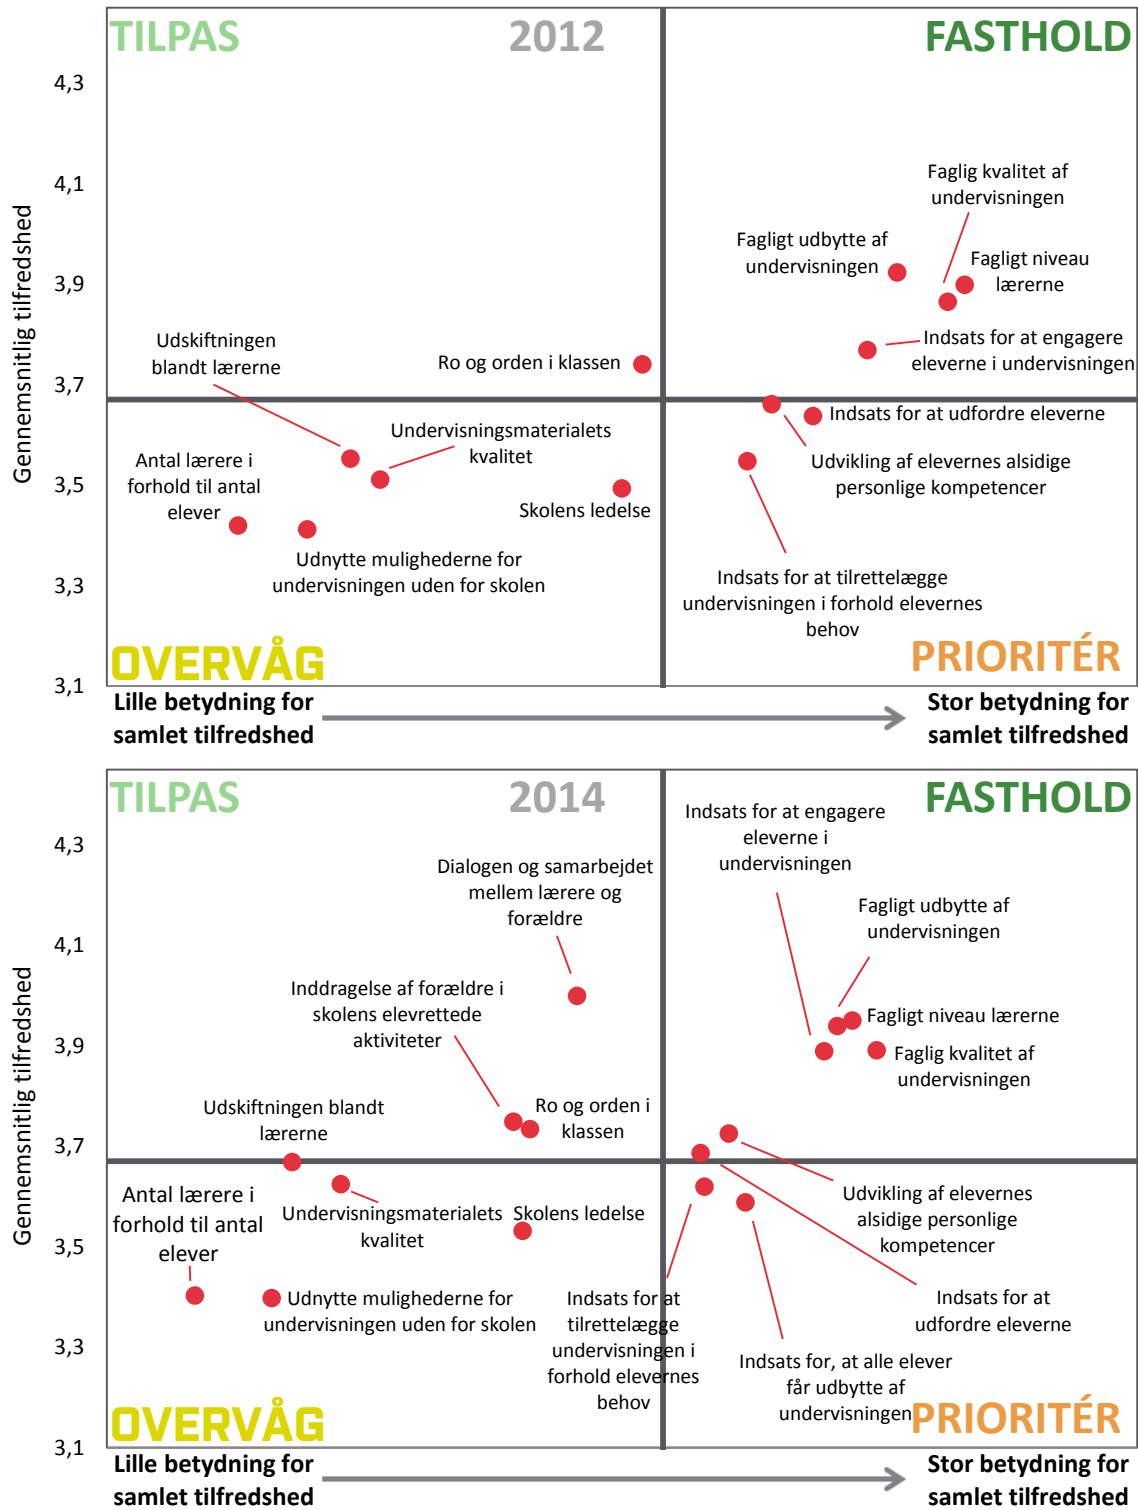 TILPAS
2012
FASTHOLD
Gennemsnitlig tilfredshed
4,3
4,1
3,9
3,7
3,5
3,3
3,1
Faglig kvalitet af
undervisningen
Fagligt udbytte af
undervisningen
Fagligt niveau
lærerne
Udskiftningen
blandt lærerne
Ro og orden i klassen
Indsats for at engagere
eleverne i undervisningen
Indsats for at udfordre eleverne
Undervisningsmaterialets
kvalitet
Antal lærere i
forhold til antal
elever
Udvikling af elevernes alsidige
personlige kompetencer
Skolens ledelse
Udnytte mulighederne for
undervisningen uden for skolen
Indsats for at tilrettelægge
undervisningen i forhold elevernes
behov
OVERVÅG
PRIORITÉR
Lille betydning for
samlet tilfredshed
Stor betydning for
samlet tilfredshed
TILPAS
2014
FASTHOLD
Gennemsnitlig tilfredshed
4,3
4,1
3,9
3,7
3,5
3,3
3,1
Indsats for at engagere
eleverne i
undervisningen
Dialogen og samarbejdet
mellem lærere og
forældre
Fagligt udbytte af
undervisningen
Inddragelse af forældre i
skolens elevrettede
aktiviteter
Fagligt niveau lærerne
Faglig kvalitet af
undervisningen
Udskiftningen blandt
lærerne
Ro og orden i
klassen
Antal lærere i
forhold til antal
elever
Undervisningsmaterialets
kvalitet
Skolens ledelse
Udvikling af elevernes
alsidige personlige
kompetencer
Udnytte mulighederne for
undervisningen uden for skolen
Indsats for at
tilrettelægge
undervisningen i
forhold elevernes
behov
Indsats for at
udfordre eleverne
Indsats for, at alle elever
får udbytte af
undervisningen
OVERVÅG
PRIORITÉR
Lille betydning for
samlet tilfredshed
Stor betydning for
samlet tilfredshed